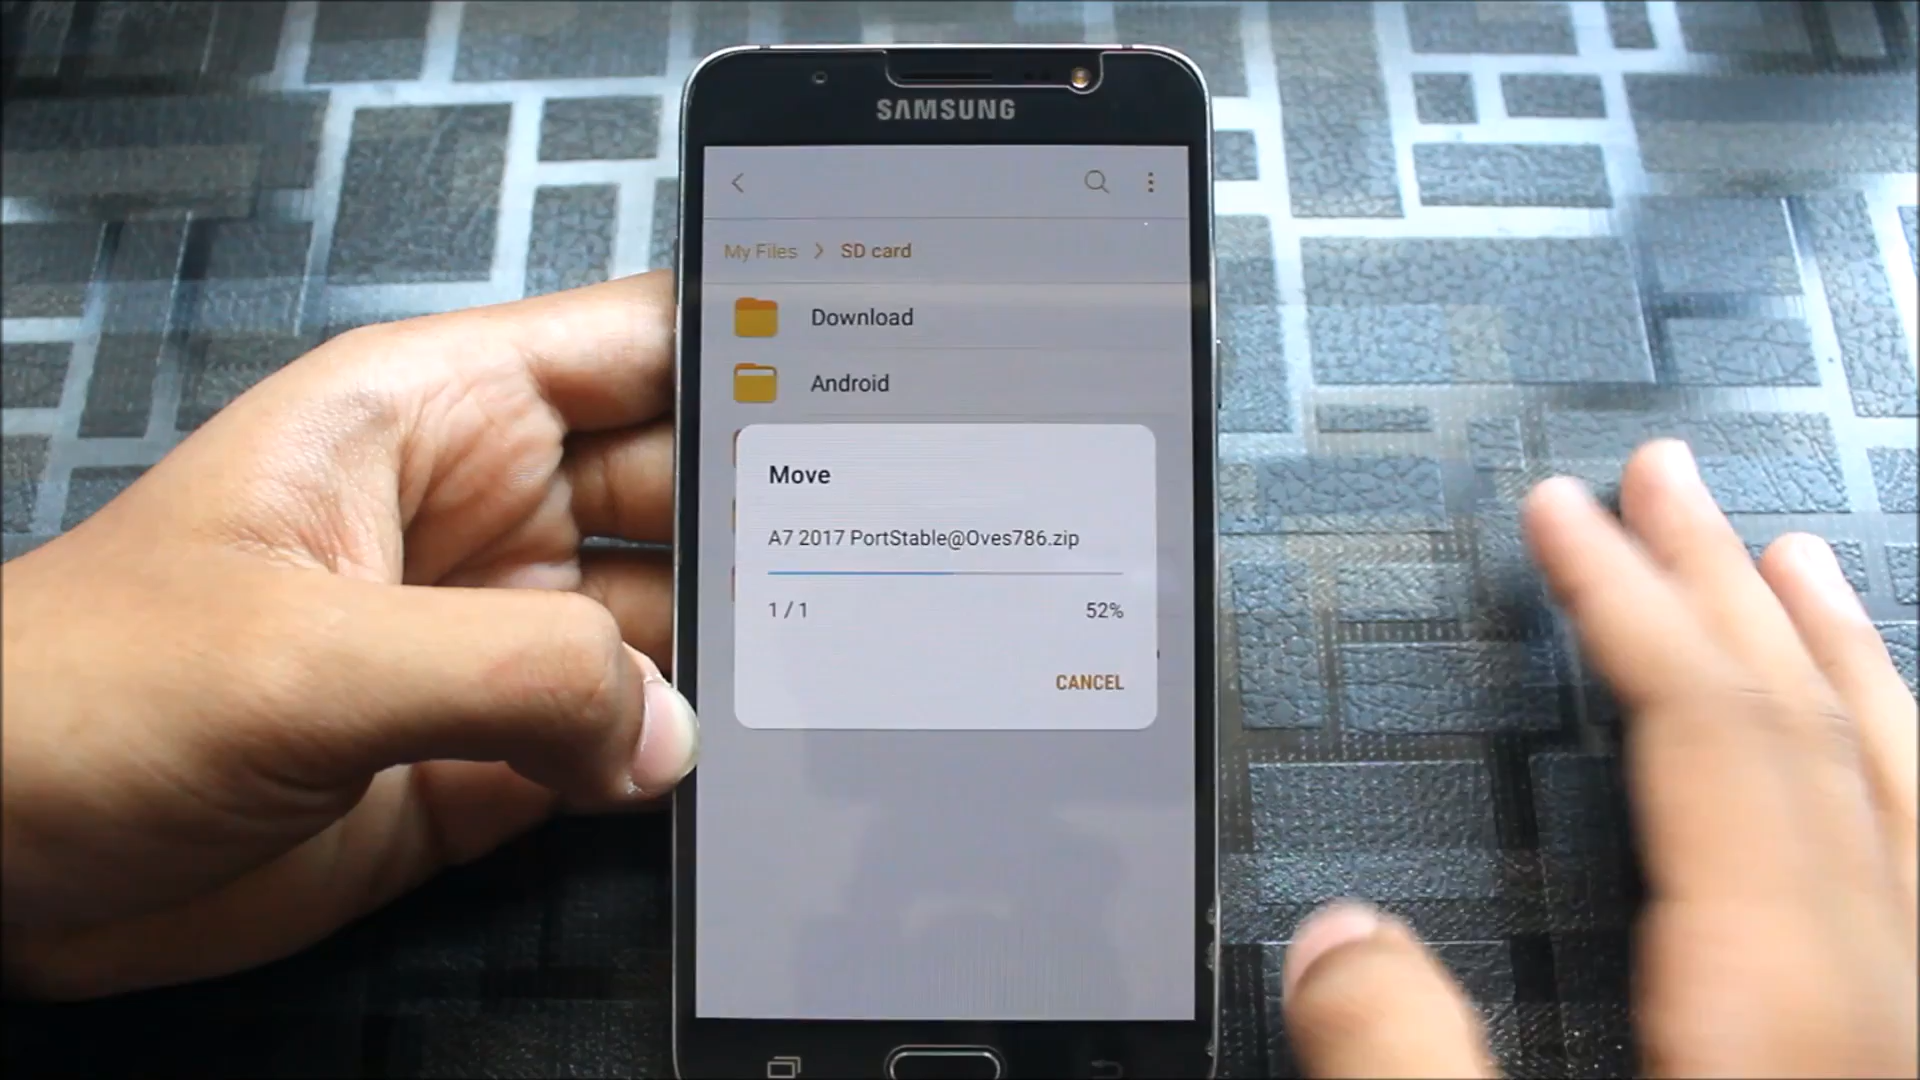 SAMSUNG
My Files > SD card
Download
Android
Move
A7 2017 PortStable@Oves786.zip
1 / 1
52%
CANCEL